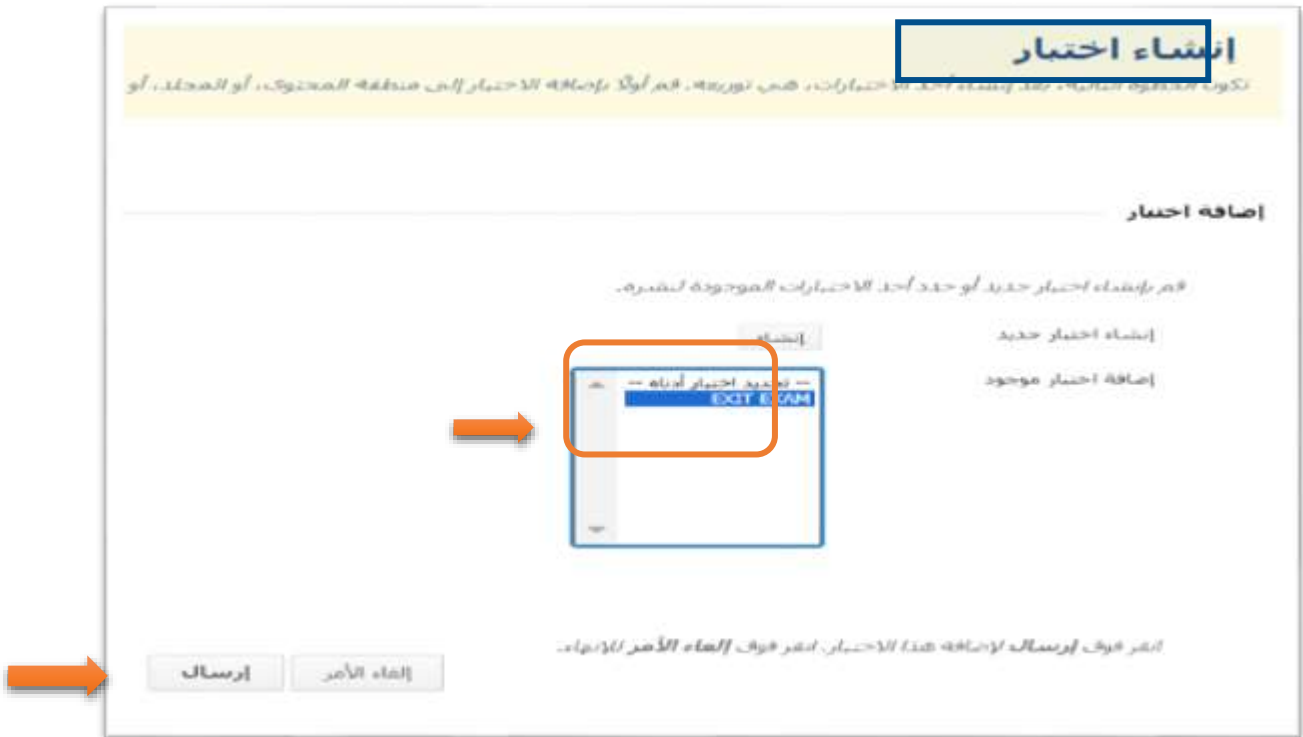 إنشاء اختبار
تكون الخطوة التالية، بعد إنشاء أحد الاختبارات، هي توزيعه. قم أولاً بإضافة الاختبار إلى منطقة المحتوى، أو المجلد، أو
إضافة اختبار
قم بإنشاء اختبار جديد أو حدد أحد الاختبارات الموجودة لنشره.
إنشاء اختبار جديد إنشاء
إضافة اختبار موجود -- تحديد اختبار أدناه --
EXIT EXAM
انقر فوق إرسال لإضافة هذا الاختبار. انقر فوق إلغاء الأمر للإنهاء.
إلغاء الأمر إرسال